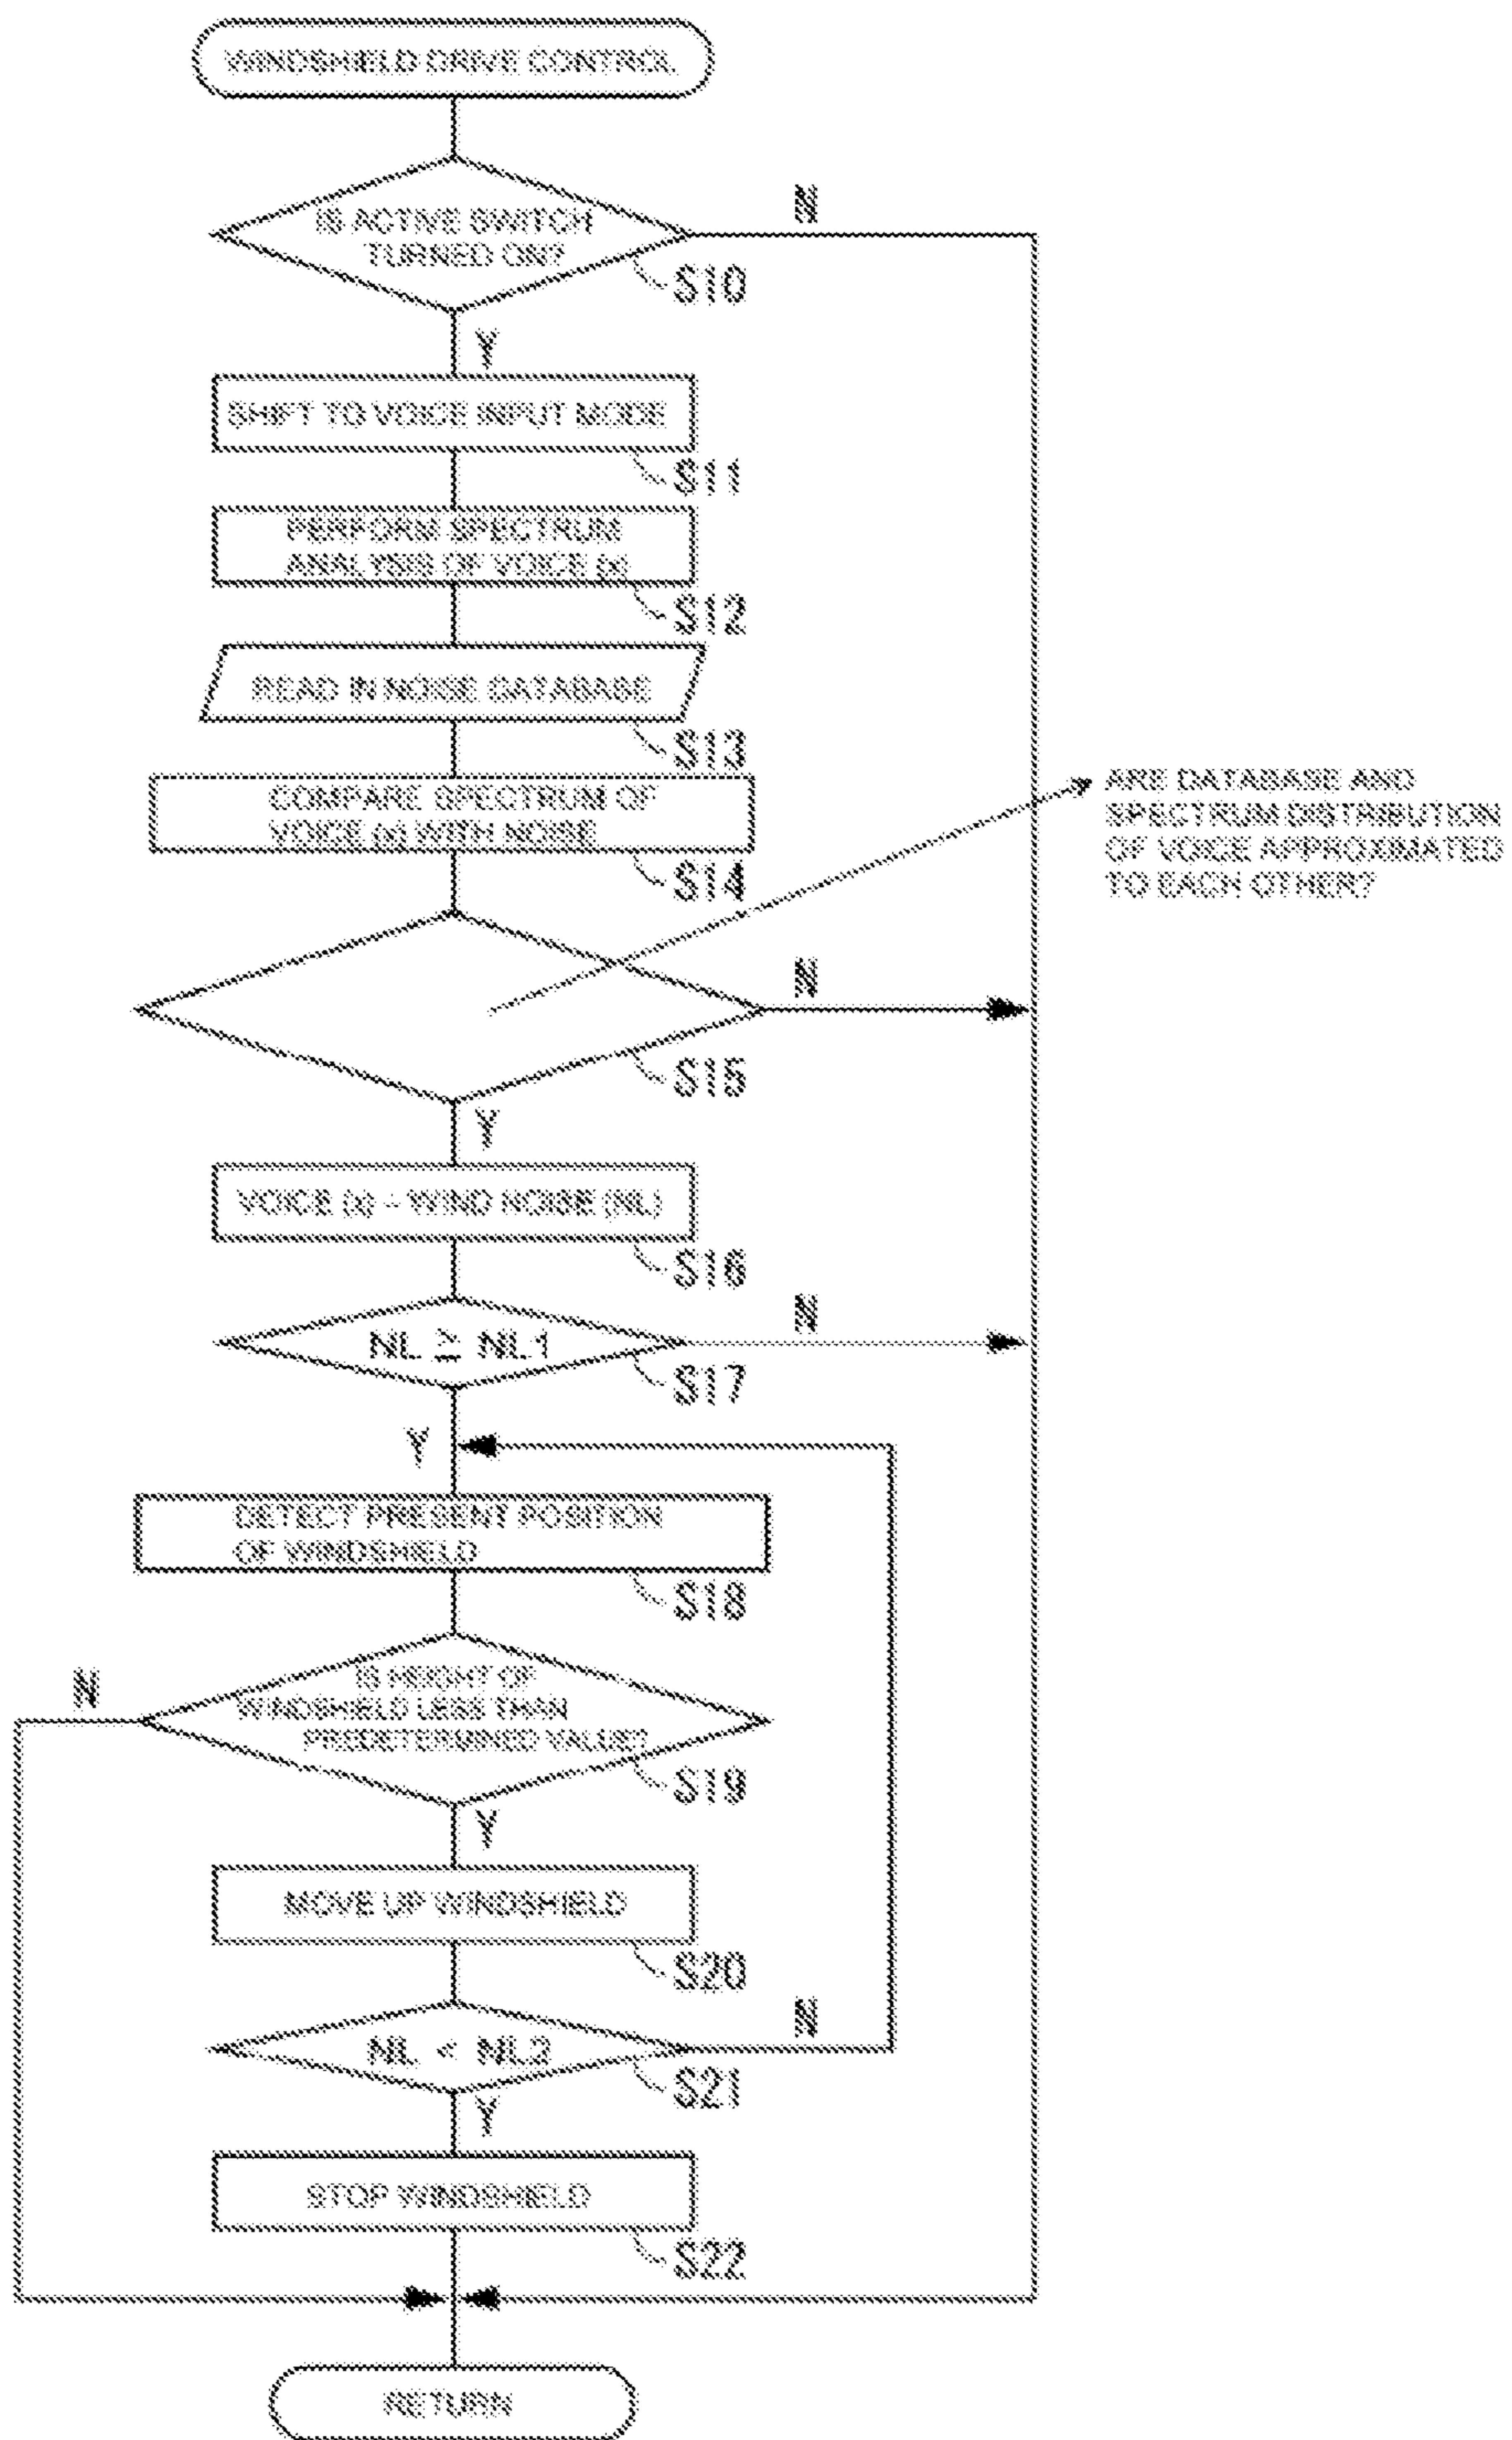 WINDSHIELD DRIVE CONTROL
IS ACTIVE SWITCH
TURNED ON?
N
S10
Y
SHIFT TO VOICE INPUT MODE
S11
PERFORM SPECTRUM
ANALYSIS OF VOICE (x)
S12
READ IN NOISE DATABASE
S13
COMPARE SPECTRUM OF
VOICE (x) WITH NOISE
S14
ARE DATABASE AND
SPECTRUM DISTRIBUTION
OF VOICE APPROXIMATED
TO EACH OTHER?
N
S15
Y
VOICE (x) - WIND NOISE (NL)
S16
NL ≥ NL1
N
S17
Y
DETECT PRESENT POSITION
OF WINDSHIELD
S18
N
IS HEIGHT OF
WINDSHIELD LESS THAN
PREDETERMINED VALUE?
S19
Y
MOVE UP WINDSHIELD
S20
NL < NL2
N
S21
Y
STOP WINDSHIELD
S22
RETURN